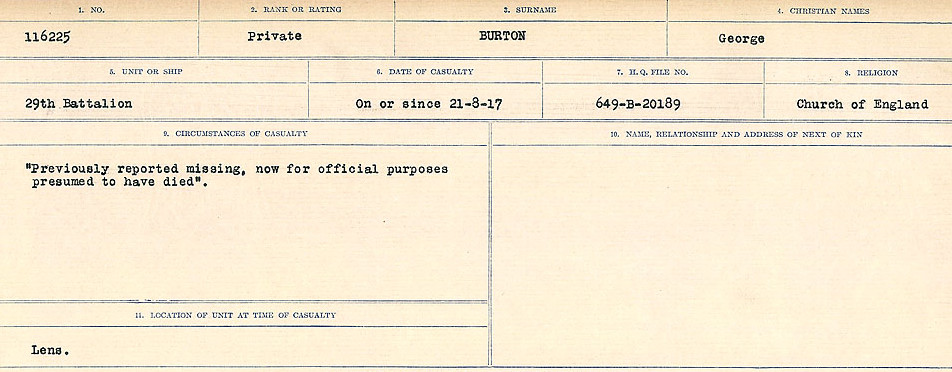 1. NO. 2. RANK OR RATING 3. SURNAME 4. CHRISTIAN NAMES
116225 Private BURTON George
5. UNIT OR SHIP 6. DATE OF CASUALTY 7. H. Q. FILE NO. 8. RELIGION
29th Battalion On or since 21-8-17 649-B-20189 Church of England
9. CIRCUMSTANCES OF CASUALTY 10. NAME, RELATIONSHIP AND ADDRESS OF NEXT OF KIN
"Previously reported missing, now for official purposes
presumed to have died".
11. LOCATION OF UNIT AT TIME OF CASUALTY
Lens.